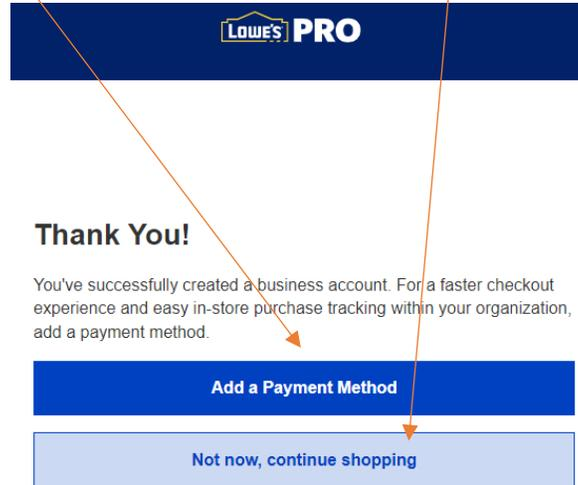 LOWE'S PRO
Thank You!
You've successfully created a business account. For a faster checkout
experience and easy in-store purchase tracking within your organization,
add a payment method.
Add a Payment Method
Not now, continue shopping